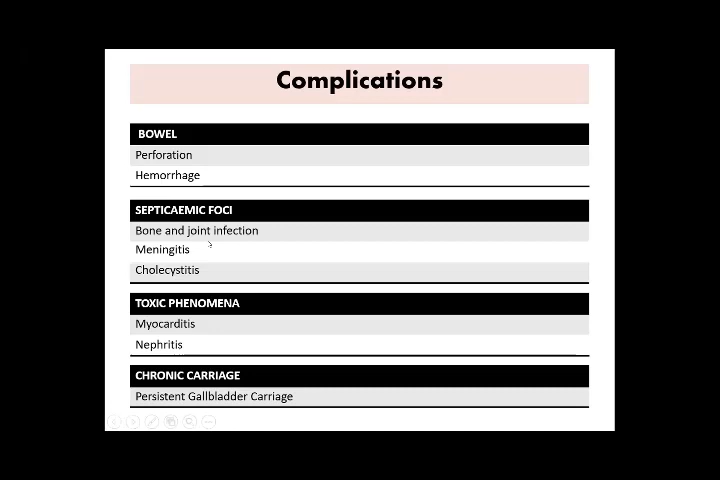 Complications
BOWEL
Perforation
Hemorrhage
SEPTICAEMIC FOCI
Bone and joint infection
Meningitis
Cholecystitis
TOXIC PHENOMENA
Myocarditis
Nephritis
CHRONIC CARRIAGE
Persistent Gallbladder Carriage